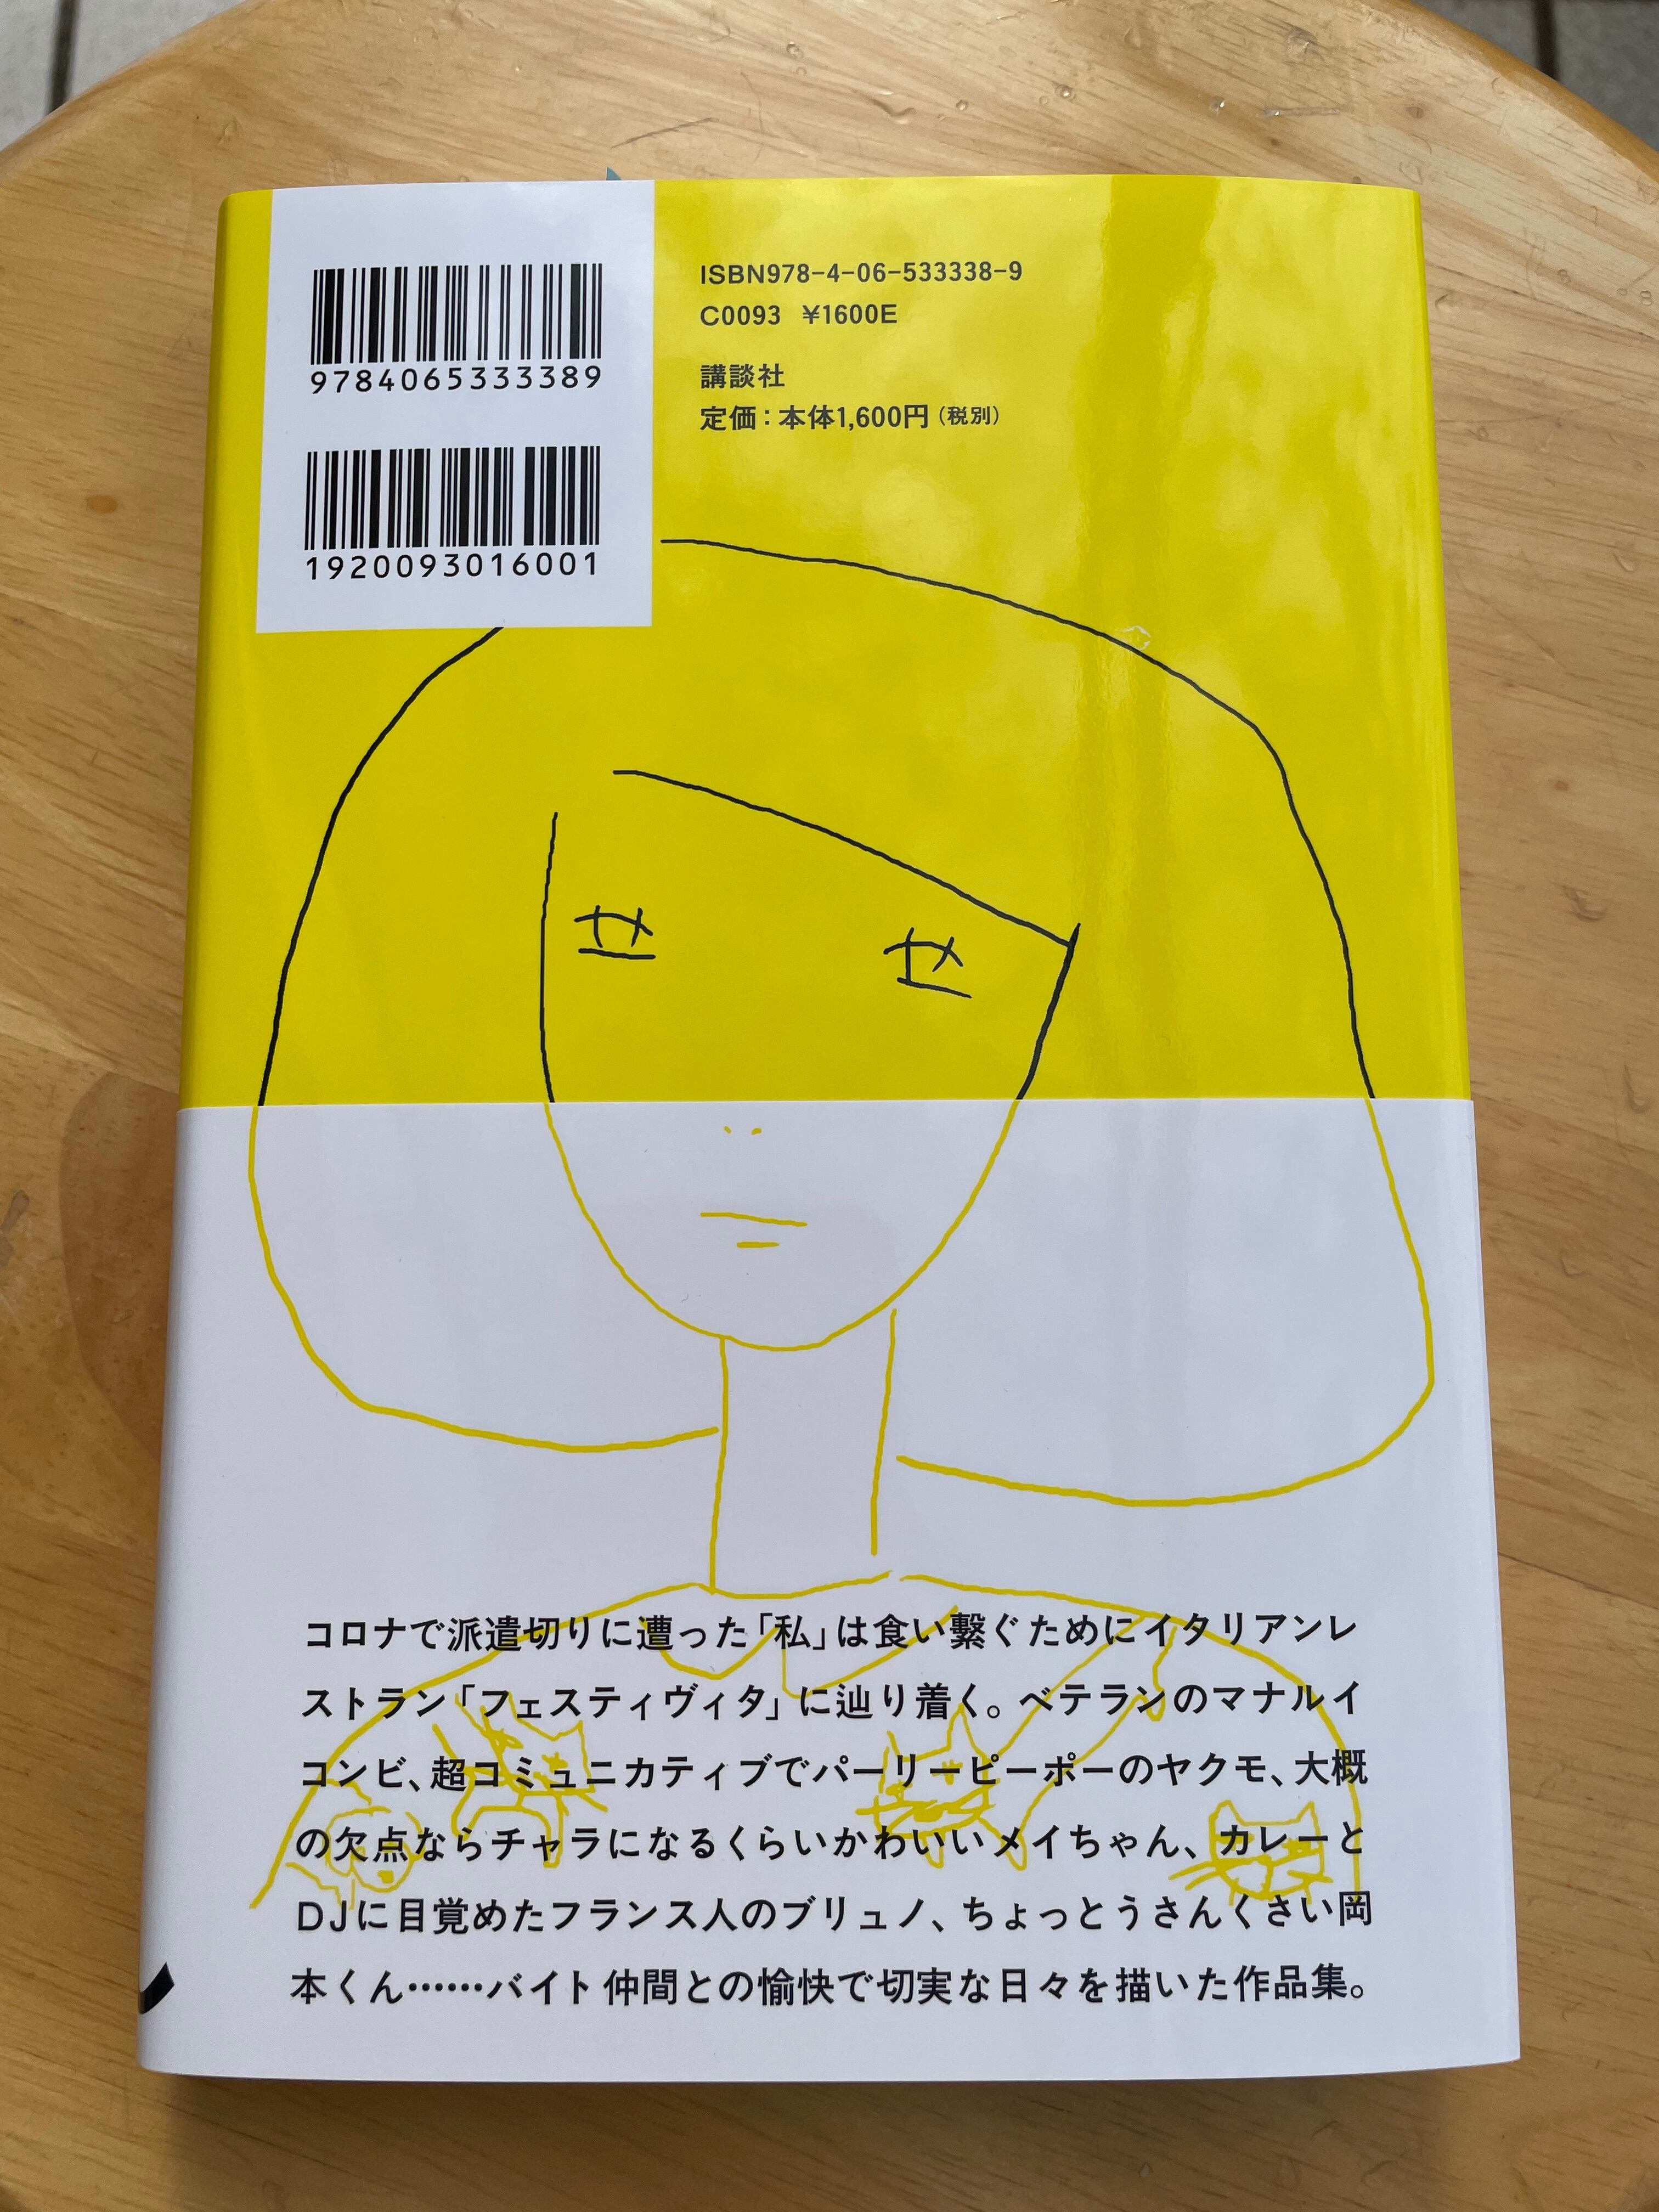 9784065333389
1920093016001
ISBN978-4-06-533338-9
C0093 ¥1600E
講談社
定価：本体1,600円（税別）
コロナで派遣切りに遭った「私」は食い繋ぐためにイタリアンレ
ストラン「フェスティヴィタ」に辿り着く。ベテランのマナルイ
コンビ、超コミュニカティブでパーリーピーポーのヤクモ、大概
の欠点ならチャラになるくらいかわいいメイちゃん、カレーと
DJに目覚めたフランス人のブリュノ、ちょっとうさんくさい岡
本くん……バイト仲間との愉快で切実な日々を描いた作品集。